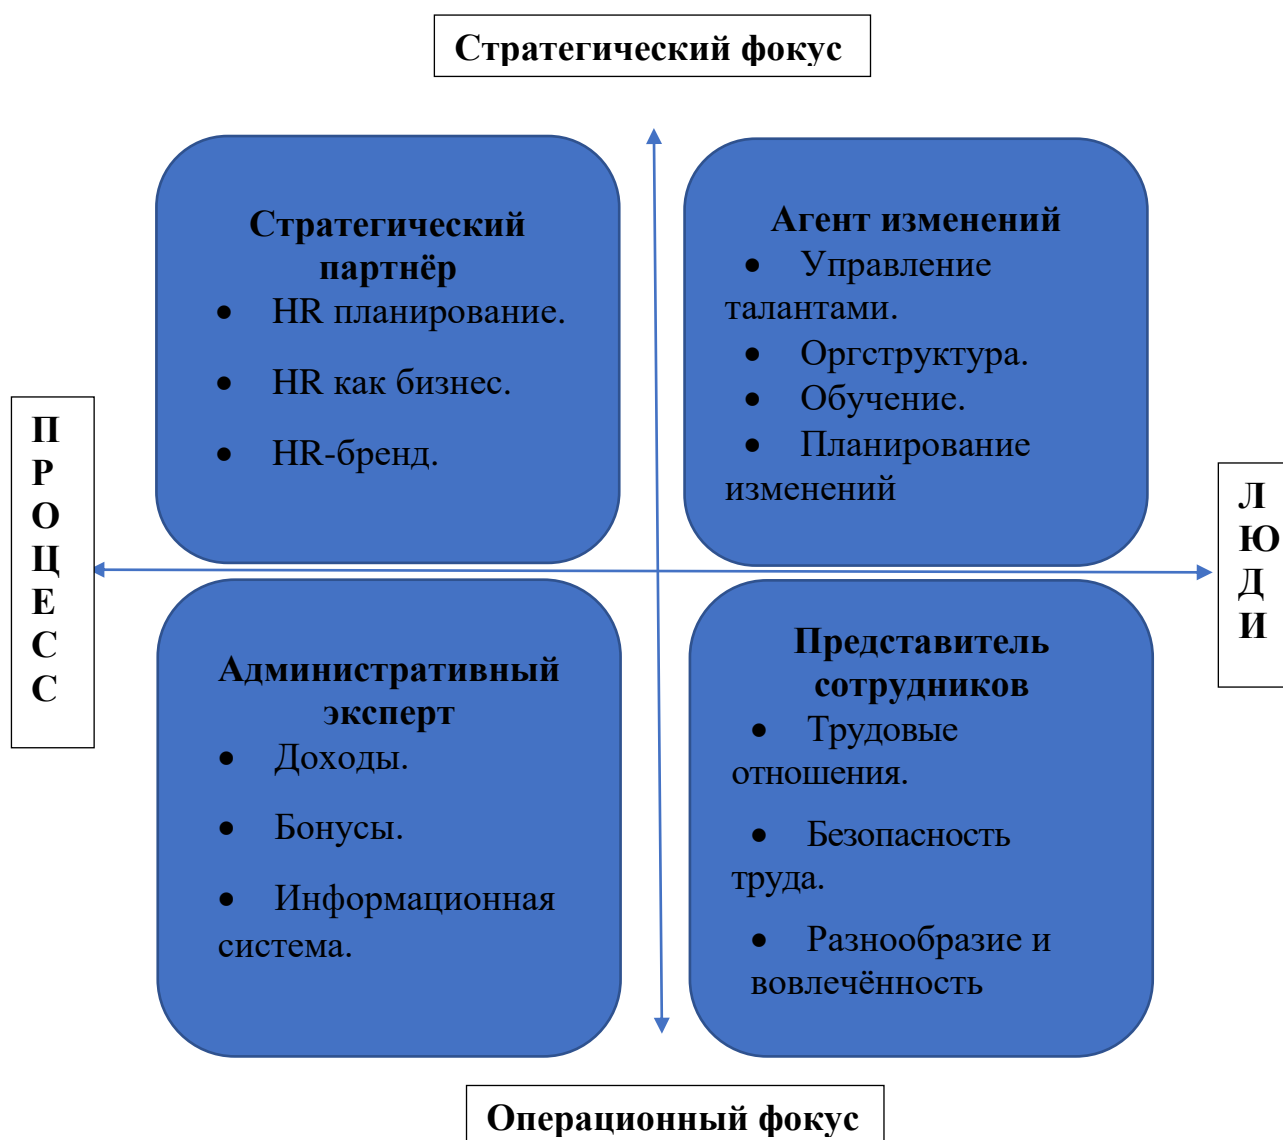 Стратегический фокус
Стратегический
партнёр
• HR планирование.
• HR как бизнес.
• HR-бренд.
Агент изменений
• Управление
талантами.
• Оргструктура.
• Обучение.
• Планирование
изменений
П
Р
О
Ц
Е
С
С
Л
Ю
Д
И
Административный
эксперт
• Доходы.
• Бонусы.
• Информационная
система.
Представитель
сотрудников
• Трудовые
отношения.
• Безопасность
труда.
• Разнообразие и
вовлечённость
Операционный фокус